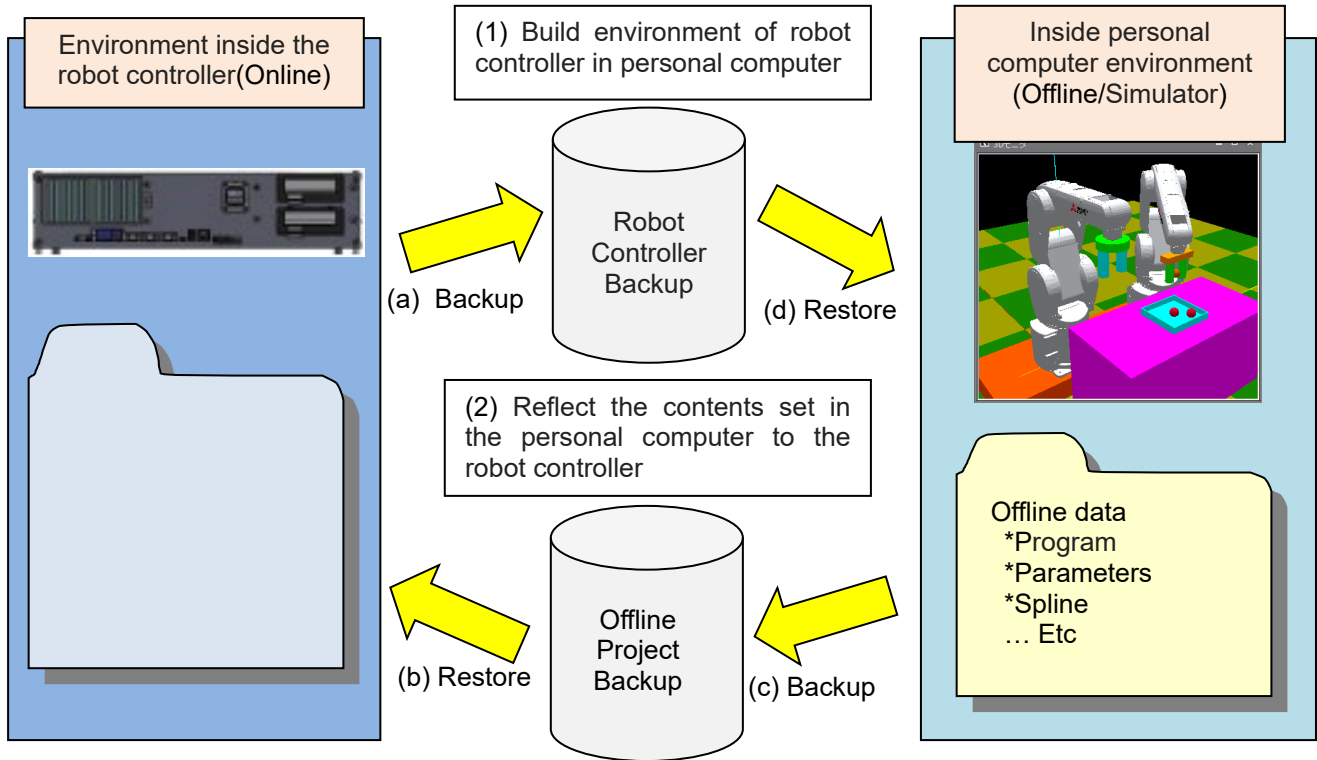 Environment inside the
robot controller(Online)
(1) Build environment of robot
controller in personal computer
Inside personal
computer environment
(Offline/Simulator)
Robot
Controller
Backup
(a) Backup
(d) Restore
(2) Reflect the contents set in
the personal computer to the
robot controller
Offline data
*Program
*Parameters
*Spline
… Etc
Offline
Project
Backup
(b) Restore
(c) Backup